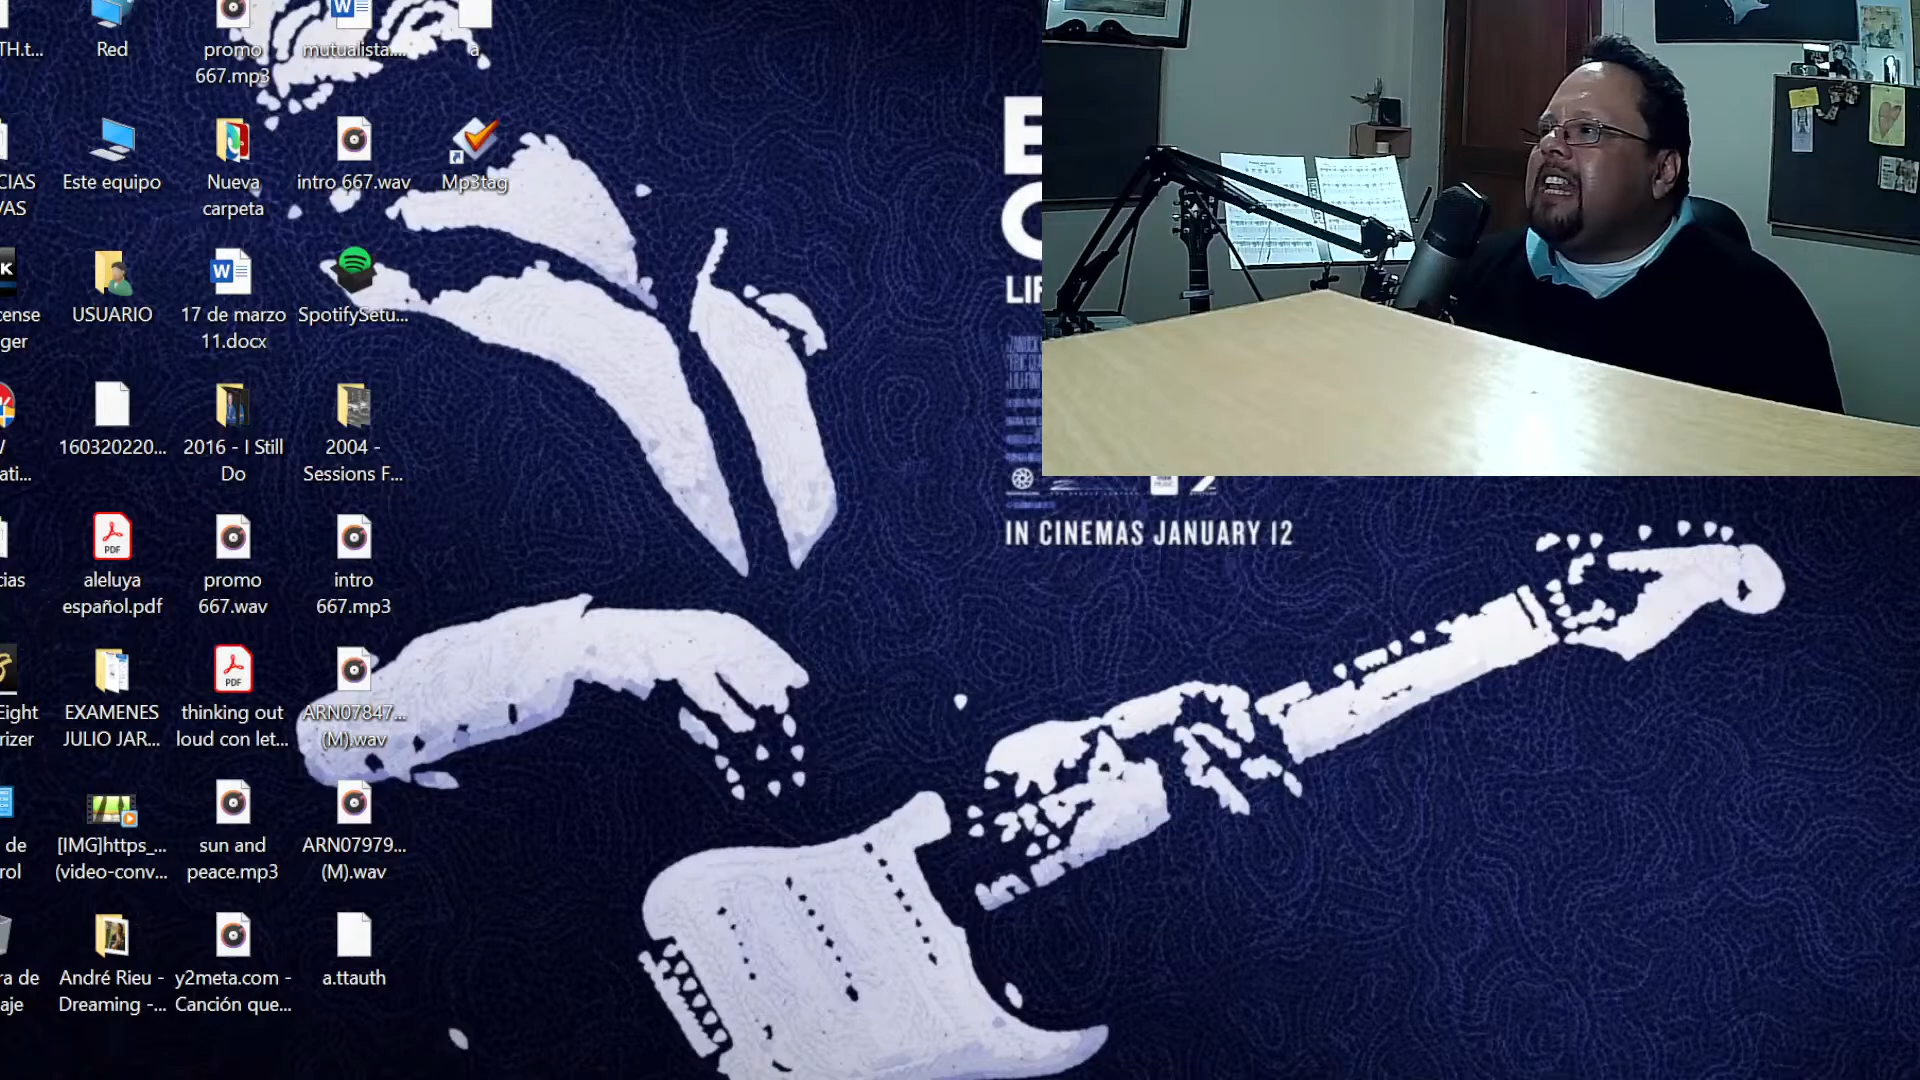 TH.t...
Red
promo
667.mp3
mutualista....
a
CIAS
VAS
Este equipo
Nueva
carpeta
intro 667.wav
Mp3tag
K
cense
ger
USUARIO
17 de marzo
11.docx
SpotifySetu...
ati...
160320220...
2016 - I Still
Do
2004 -
Sessions F...
cias
PDF
aleluya
español.pdf
promo
667.wav
intro
667.mp3
Eight
rizer
EXAMENES
JULIO JAR...
PDF
thinking out
loud con let...
ARN07847...
(M).wav
de
rol
[IMG]https_...
(video-conv...
sun and
peace.mp3
ARN07979...
(M).wav
ra de
aje
André Rieu -
Dreaming -...
y2meta.com -
Canción que...
a.ttauth
E
C
LIF
IN CINEMAS JANUARY 12